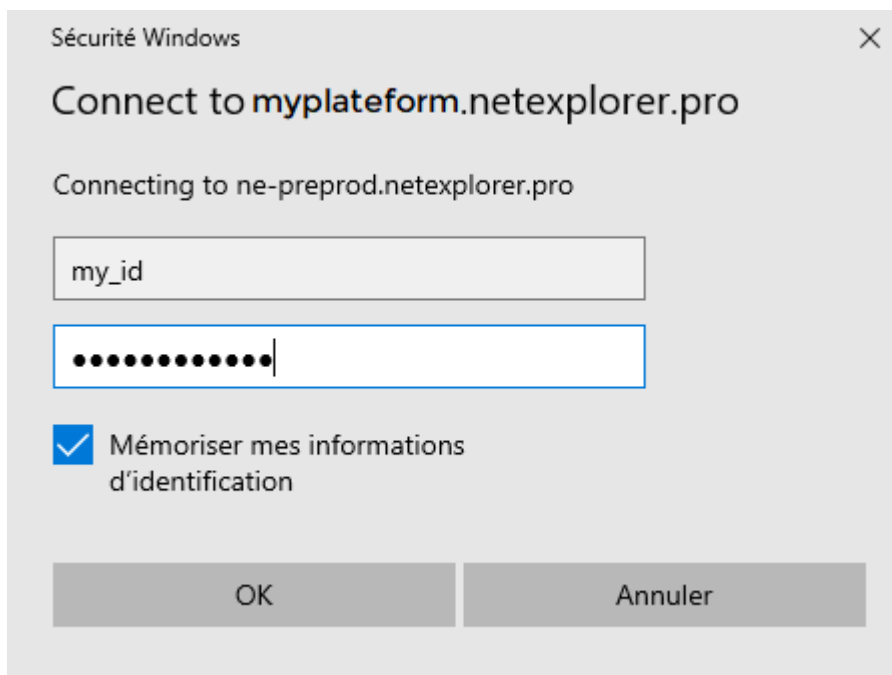 Sécurité Windows
Connect to myplateform.netexplorer.pro
Connecting to ne-preprod.netexplorer.pro
my_id
●●●●●●●●●●●●
Mémoriser mes informations
d’identification
OK
Annuler